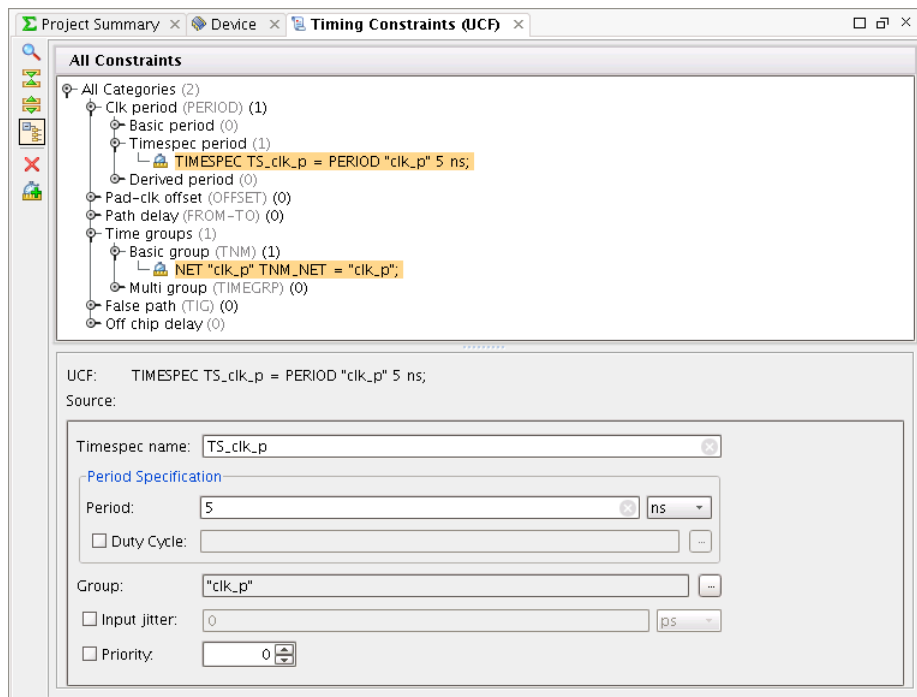 Project Summary Device Timing Constraints (UCF)
All Constraints
All Categories (2)
Clk period (PERIOD) (1)
Basic period (0)
Timespec period (1)
TIMESPEC TS_clk_p = PERIOD "clk_p" 5 ns;
Derived period (0)
Pad-clk offset (OFFSET) (0)
Path delay (FROM-TO) (0)
Time groups (1)
Basic group (TNM) (1)
NET "clk_p" TNM_NET = "clk_p";
Multi group (TIMEGRP) (0)
False path (TIG) (0)
Off chip delay (0)
UCF: TIMESPEC TS_clk_p = PERIOD "clk_p" 5 ns;
Source:
Timespec name: TS_clk_p
Period Specification
Period: 5 ns
Duty Cycle: ...
Group: "clk_p" ...
Input jitter: 0 ps
Priority: 0